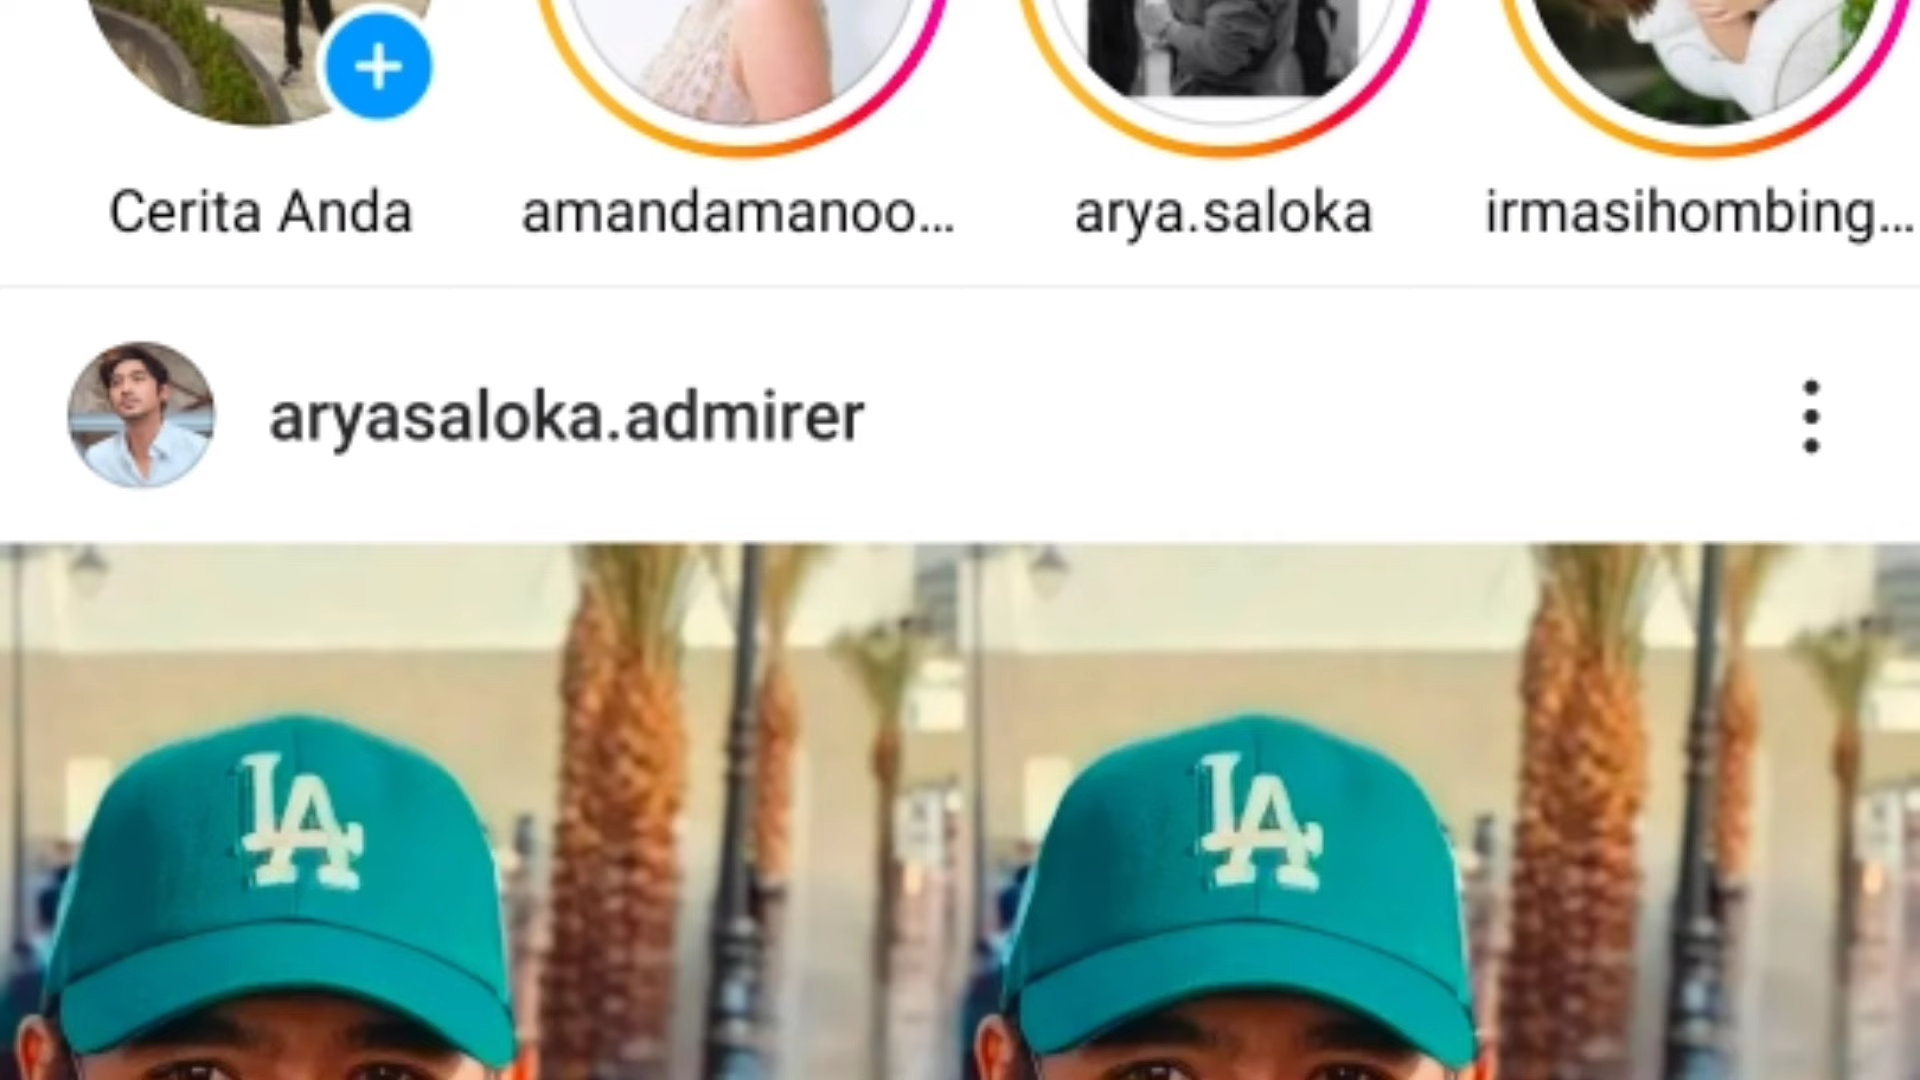 Cerita Anda
amandamanoo...
arya.saloka
irmasihombing...
aryasaloka.admirer
LA
LA